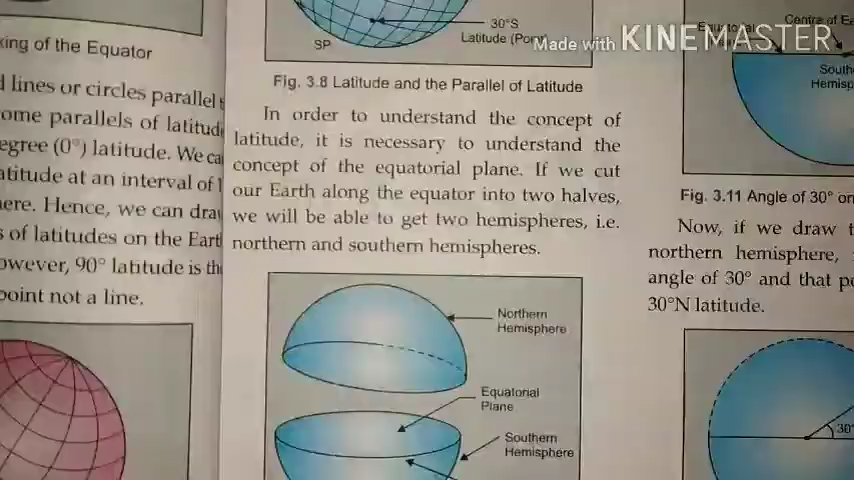 king of the Equator
lines or circles parallel
ome parallels of latitud
egree (0°) latitude. We ca
atitude at an interval of 1
ere. Hence, we can dra
s of latitudes on the Eart
owever, 90° latitude is th
point not a line.
30°S
Latitude
SP
Fig. 3.8 Latitude and the Parallel of Latitude
In order to understand the concept of
latitude, it is necessary to understand the
concept of the equatorial plane. If we cut
our Earth along the equator into two halves,
we will be able to get two hemispheres, i.e.
northern and southern hemispheres.
Northern
Hemisphere
Equatorial
Plane
Southern
Hemisphere
Made with KINEMASTER
Centre of Ea
South
Hemisp
Fig. 3.11 Angle of 30° on
Now, if we draw t
northern hemisphere,
angle of 30° and that po
30°N latitude.
30°